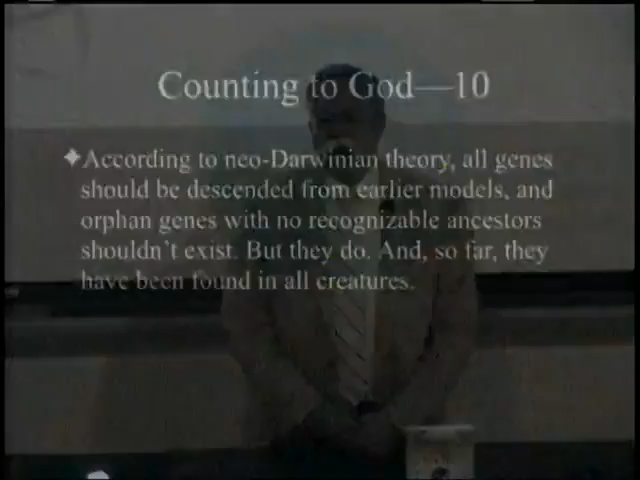 Counting to God—10
According to neo-Darwinian theory, all genes
should be descended from earlier models, and
orphan genes with no recognizable ancestors
shouldn't exist. But they do. And, so far, they
have been found in all creatures.